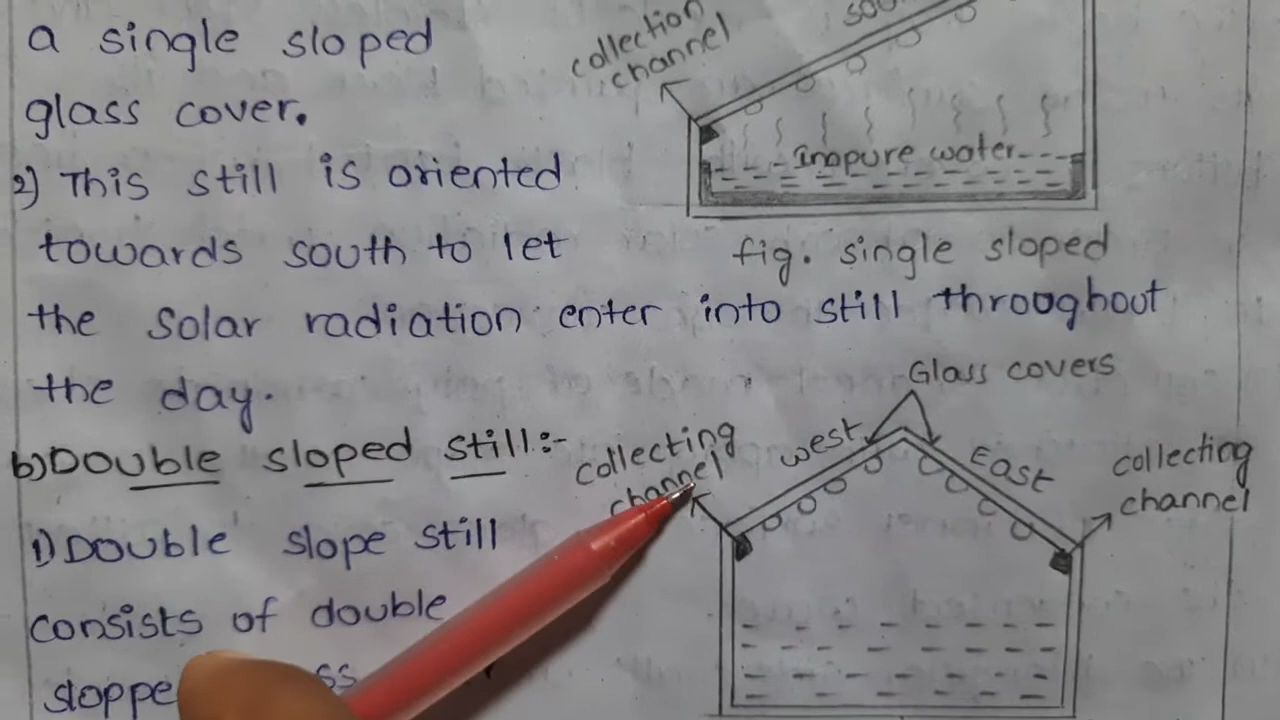 a single sloped
glass cover.
2) This still is oriented
towards south to let
the solar radiation enter into still throughout
the day.
collection
channel
Impure water
fig. single sloped
b) Double sloped still:-
1) Double slope still
consists of double
sloppe
Glass covers
collecting
channel
west
East
collecting
channel